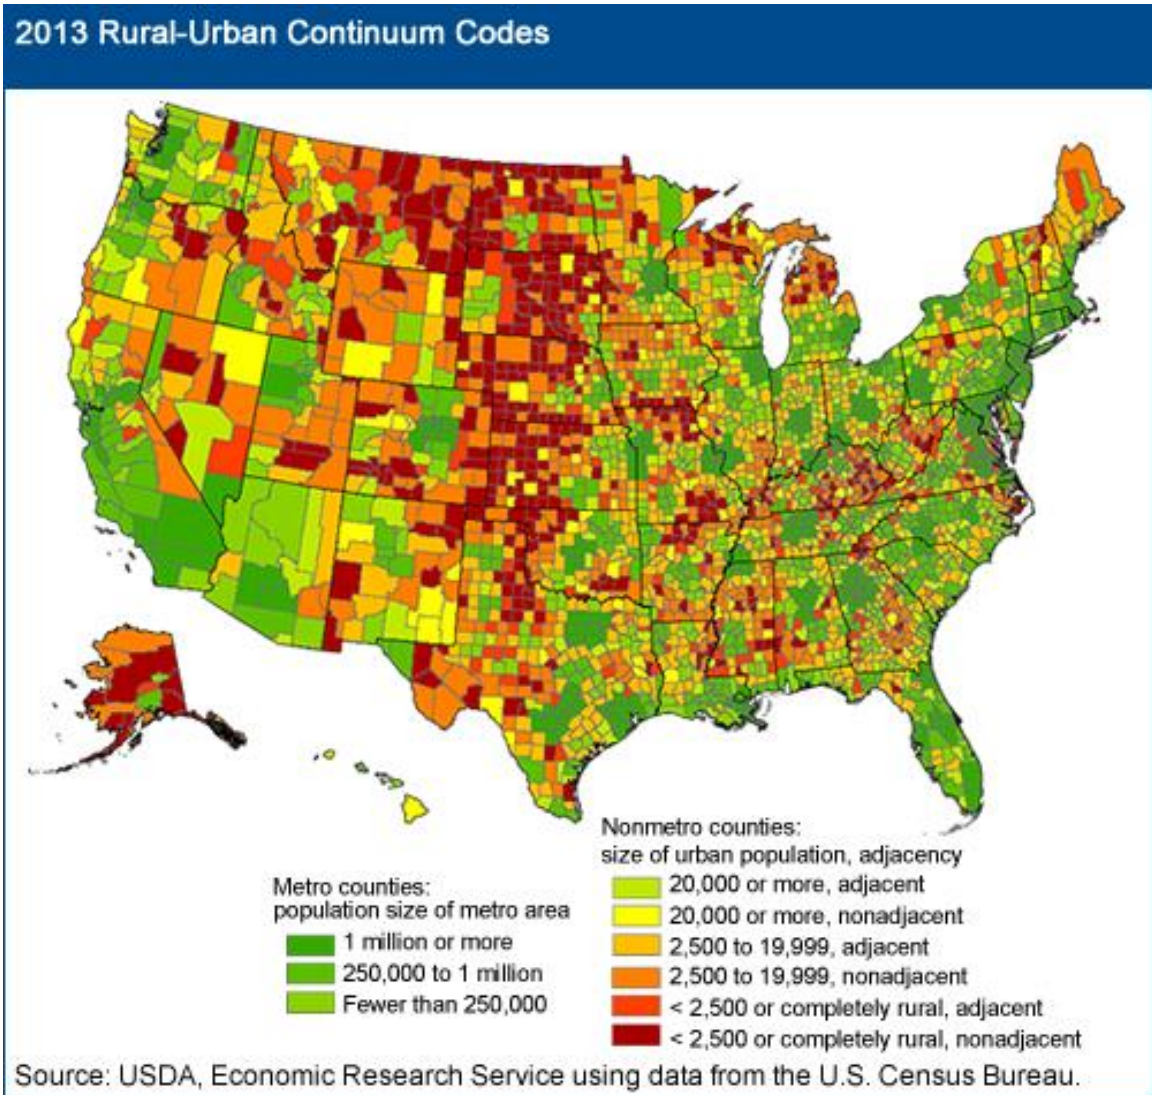 2013 Rural-Urban Continuum Codes
Metro counties:
population size of metro area
1 million or more
250,000 to 1 million
Fewer than 250,000
Nonmetro counties:
size of urban population, adjacency
20,000 or more, adjacent
20,000 or more, nonadjacent
2,500 to 19,999, adjacent
2,500 to 19,999, nonadjacent
< 2,500 or completely rural, adjacent
< 2,500 or completely rural, nonadjacent
Source: USDA, Economic Research Service using data from the U.S. Census Bureau.